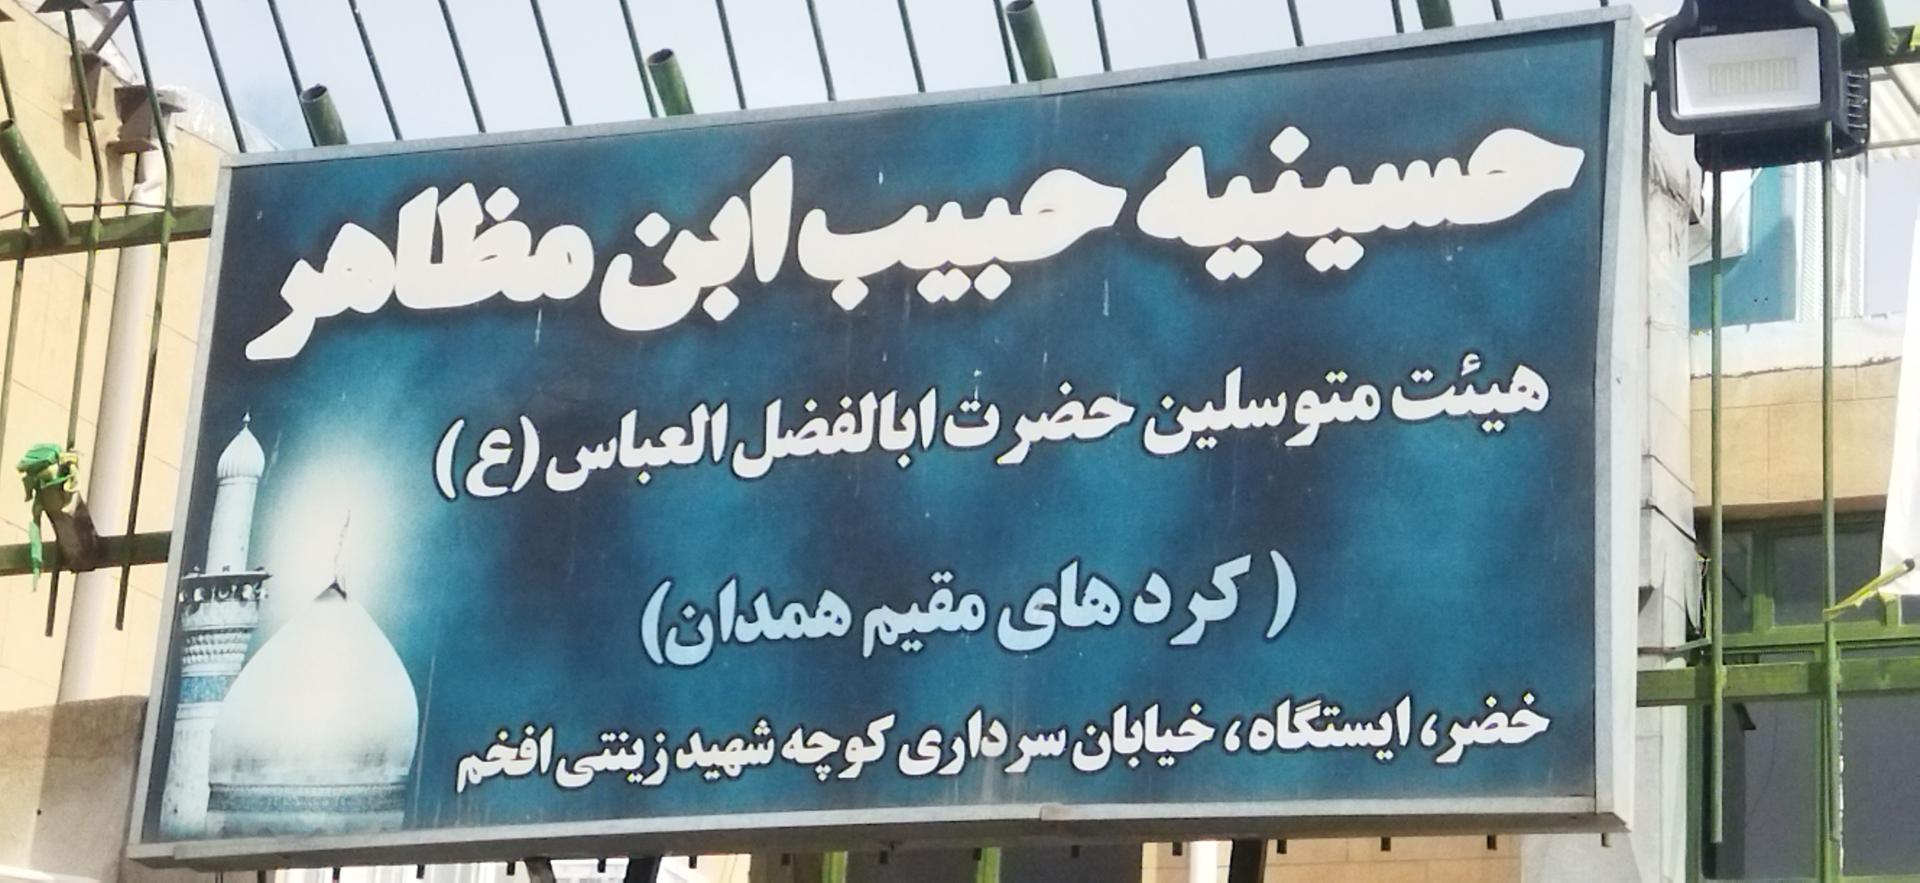 حسینیه حبیب ابن مظاهر
هیئت متوسلین حضرت ابالفضل العباس (ع)
(کرد های مقیم همدان)
خضر، ایستگاه، خیابان سرداری کوچه شهید زینتی افخم